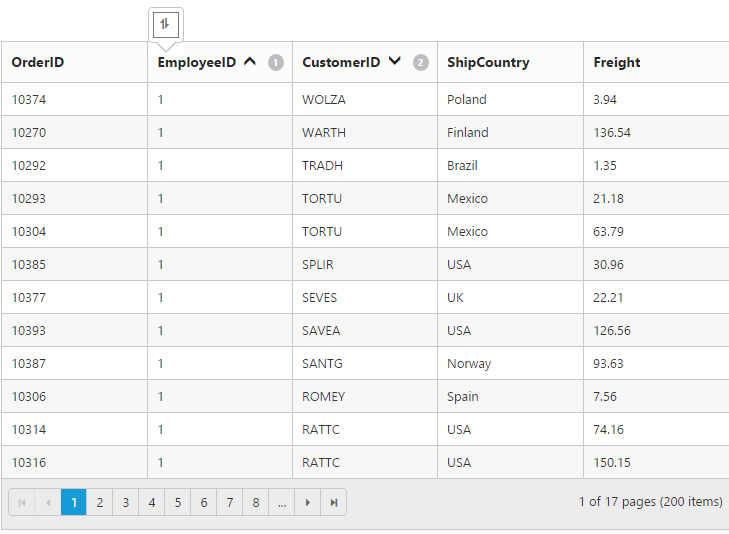 OrderID EmployeeID 1 CustomerID 2 ShipCountry Freight
10374 1 WOLZA Poland 3.94
10270 1 WARTH Finland 136.54
10292 1 TRADH Brazil 1.35
10293 1 TORTU Mexico 21.18
10304 1 TORTU Mexico 63.79
10385 1 SPLIR USA 30.96
10377 1 SEVES UK 22.21
10393 1 SAVEA USA 126.56
10387 1 SANTG Norway 93.63
10306 1 ROMEY Spain 7.56
10314 1 RATTC USA 74.16
10316 1 RATTC USA 150.15
1 2 3 4 5 6 7 8 ... 1 of 17 pages (200 items)